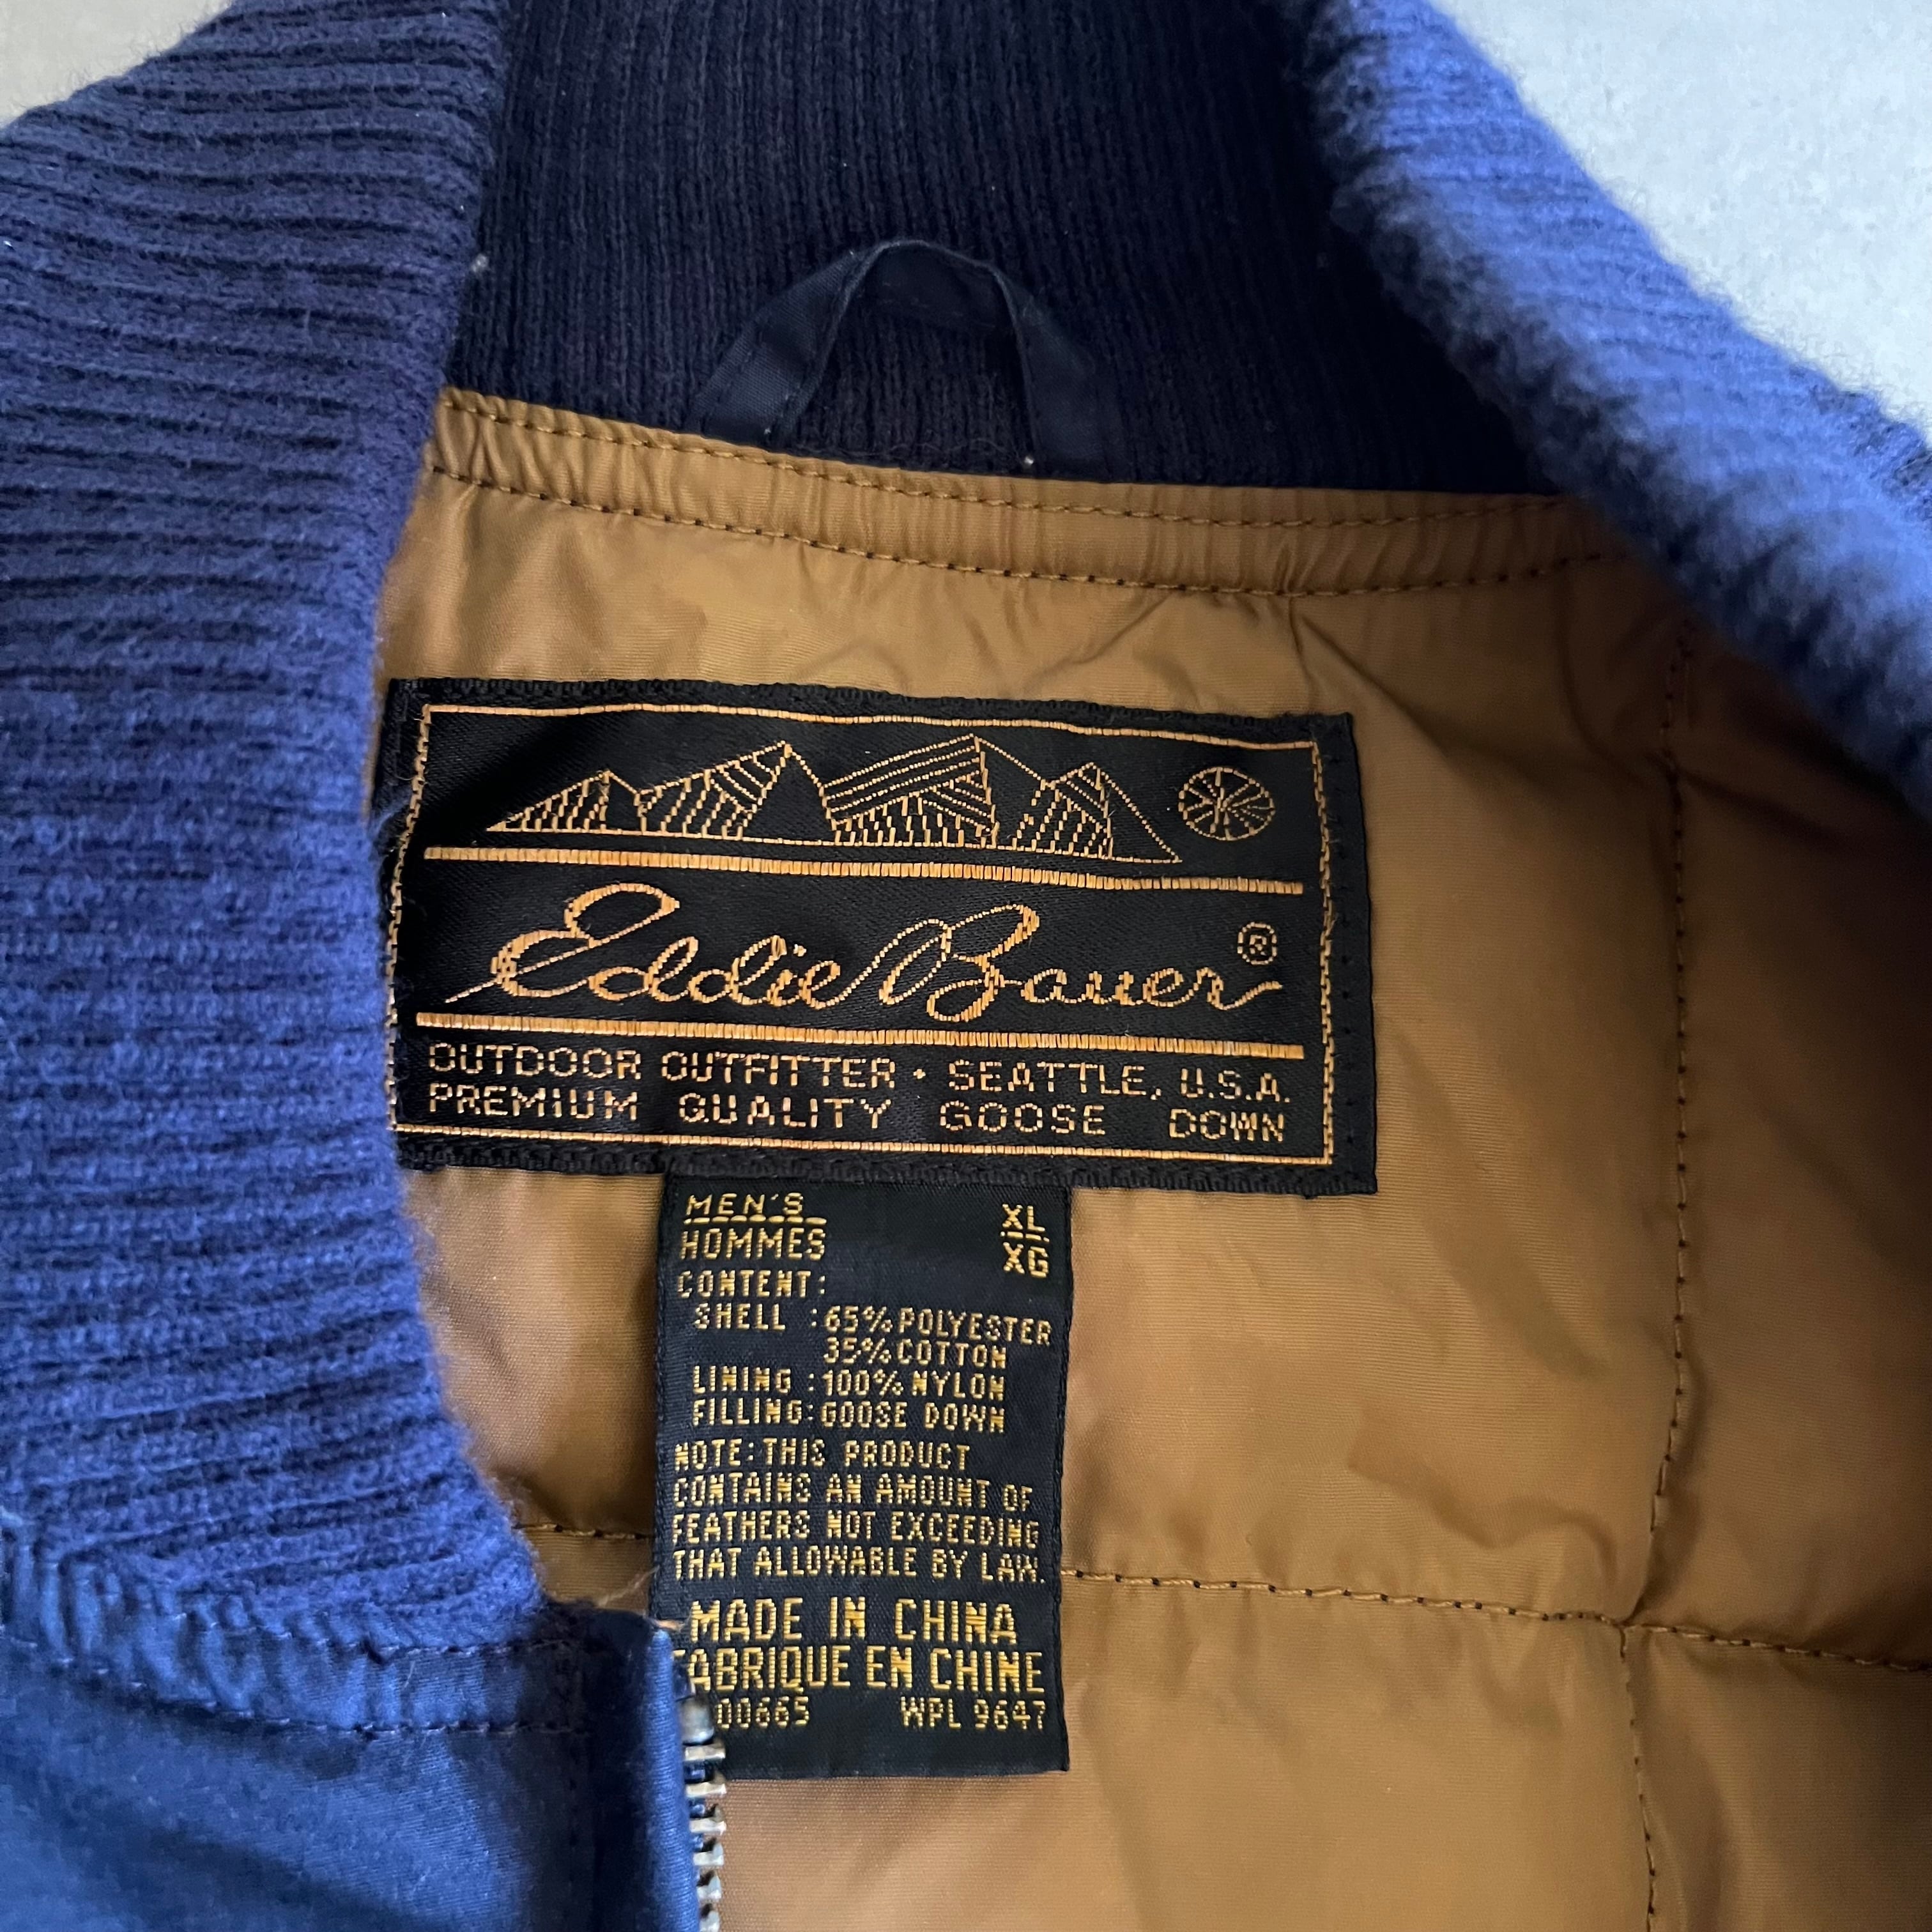 Eddie Bauer®
OUTDOOR OUTFITTER • SEATTLE, U.S.A.
PREMIUM QUALITY GOOSE DOWN
MEN'S XL
HOMMES XG
CONTENT:
SHELL :65% POLYESTER
35% COTTON
LINING :100% NYLON
FILLING:GOOSE DOWN
NOTE:THIS PRODUCT
CONTAINS AN AMOUNT OF
FEATHERS NOT EXCEEDING
THAT ALLOWABLE BY LAW.
MADE IN CHINA
FABRIQUE EN CHINE
00665 WPL 9647